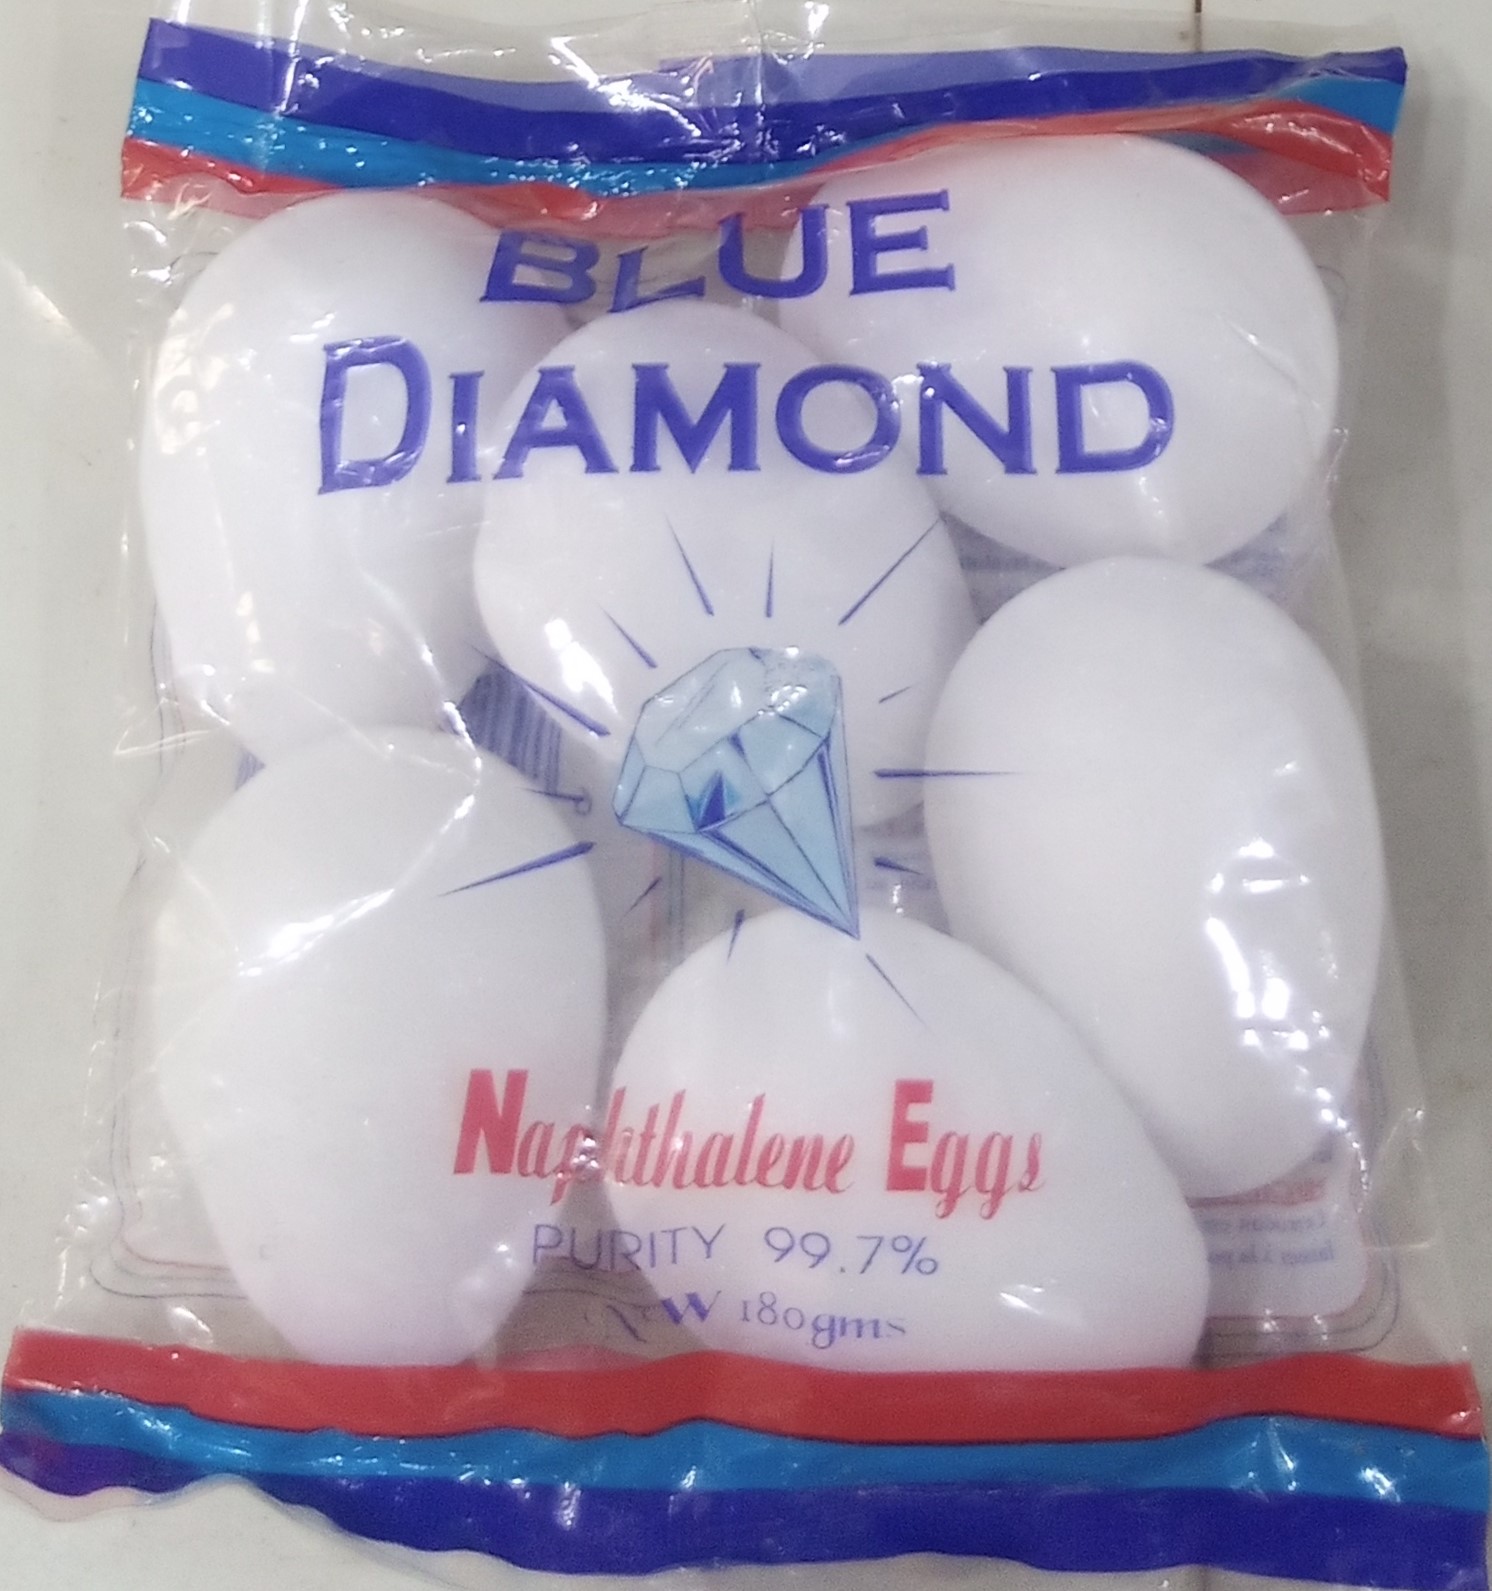 BLUE
DIAMOND
Naphthalene Eggs
PURITY 99.7%
180gms